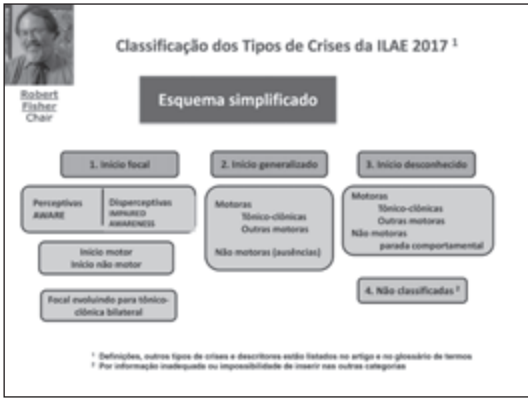 Classificação dos Tipos de Crises da ILAE 2017 ¹
Robert
Fisher
Chair
Esquema simplificado
1. Início focal
Perceptivas
AWARE
Disperceptivas
IMPAIRED
AWARENESS
Início motor
Início não motor
Focal evoluindo para tônico-
clônica bilateral
2. Início generalizado
Motoras
Tônico-clônicas
Outras motoras
Não motoras (ausências)
3. Início desconhecido
Motoras
Tônico-clônicas
Outras motoras
Não motoras
parada comportamental
4. Não classificadas ²
¹ Definições, outros tipos de crises e descritores estão listados no artigo e no glossário de termos
² Por informação inadequada ou impossibilidade de inserir nas outras categorias